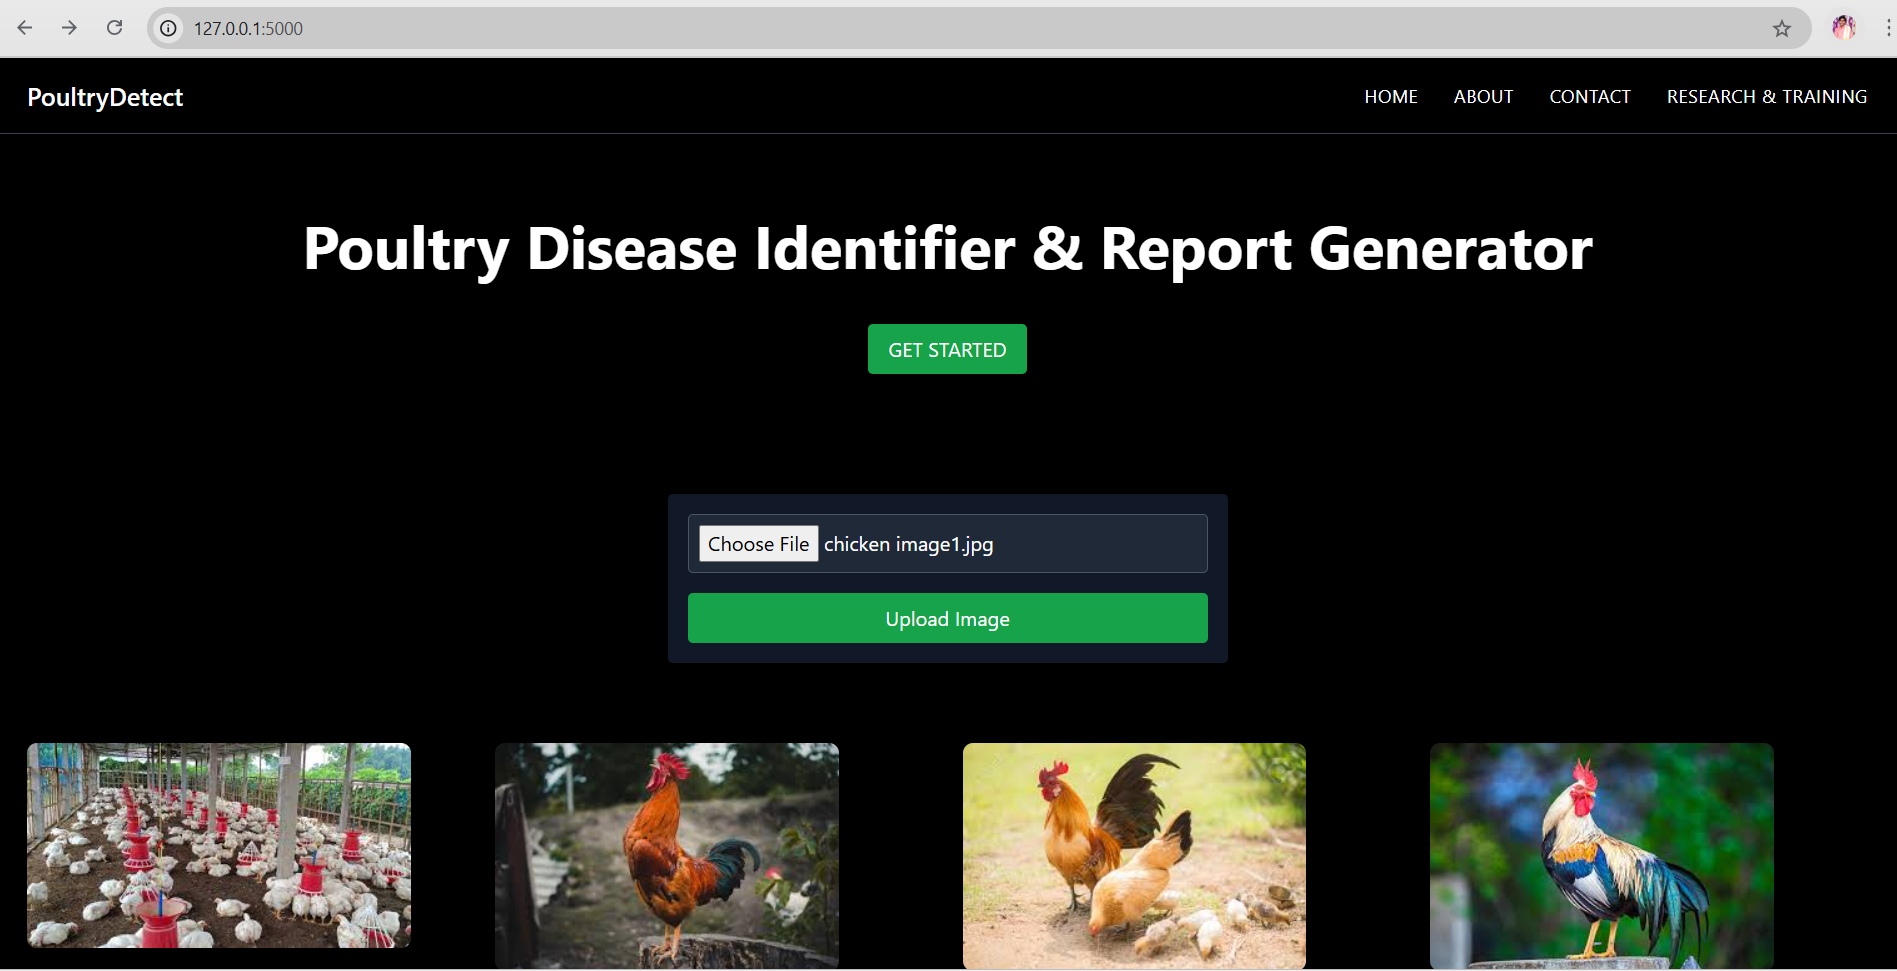 127.0.0.1:5000
PoultryDetect
HOME ABOUT CONTACT RESEARCH & TRAINING
Poultry Disease Identifier & Report Generator
GET STARTED
Choose File chicken image1.jpg
Upload Image